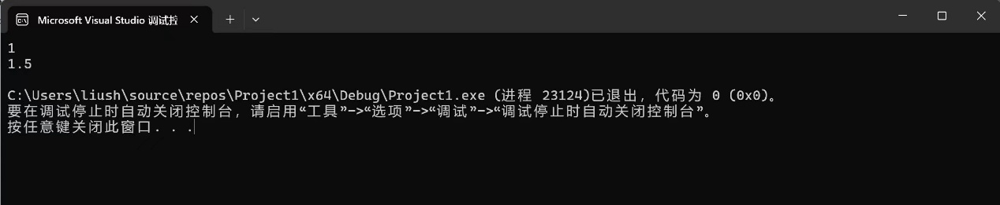 Microsoft Visual Studio 调试控
1
1.5
C:\Users\liush\source\repos\Project1\x64\Debug\Project1.exe (进程 23124)已退出，代码为 0 (0x0)。
要在调试停止时自动关闭控制台，请启用“工具”->“选项”->“调试”->“调试停止时自动关闭控制台”。
按任意键关闭此窗口. . .